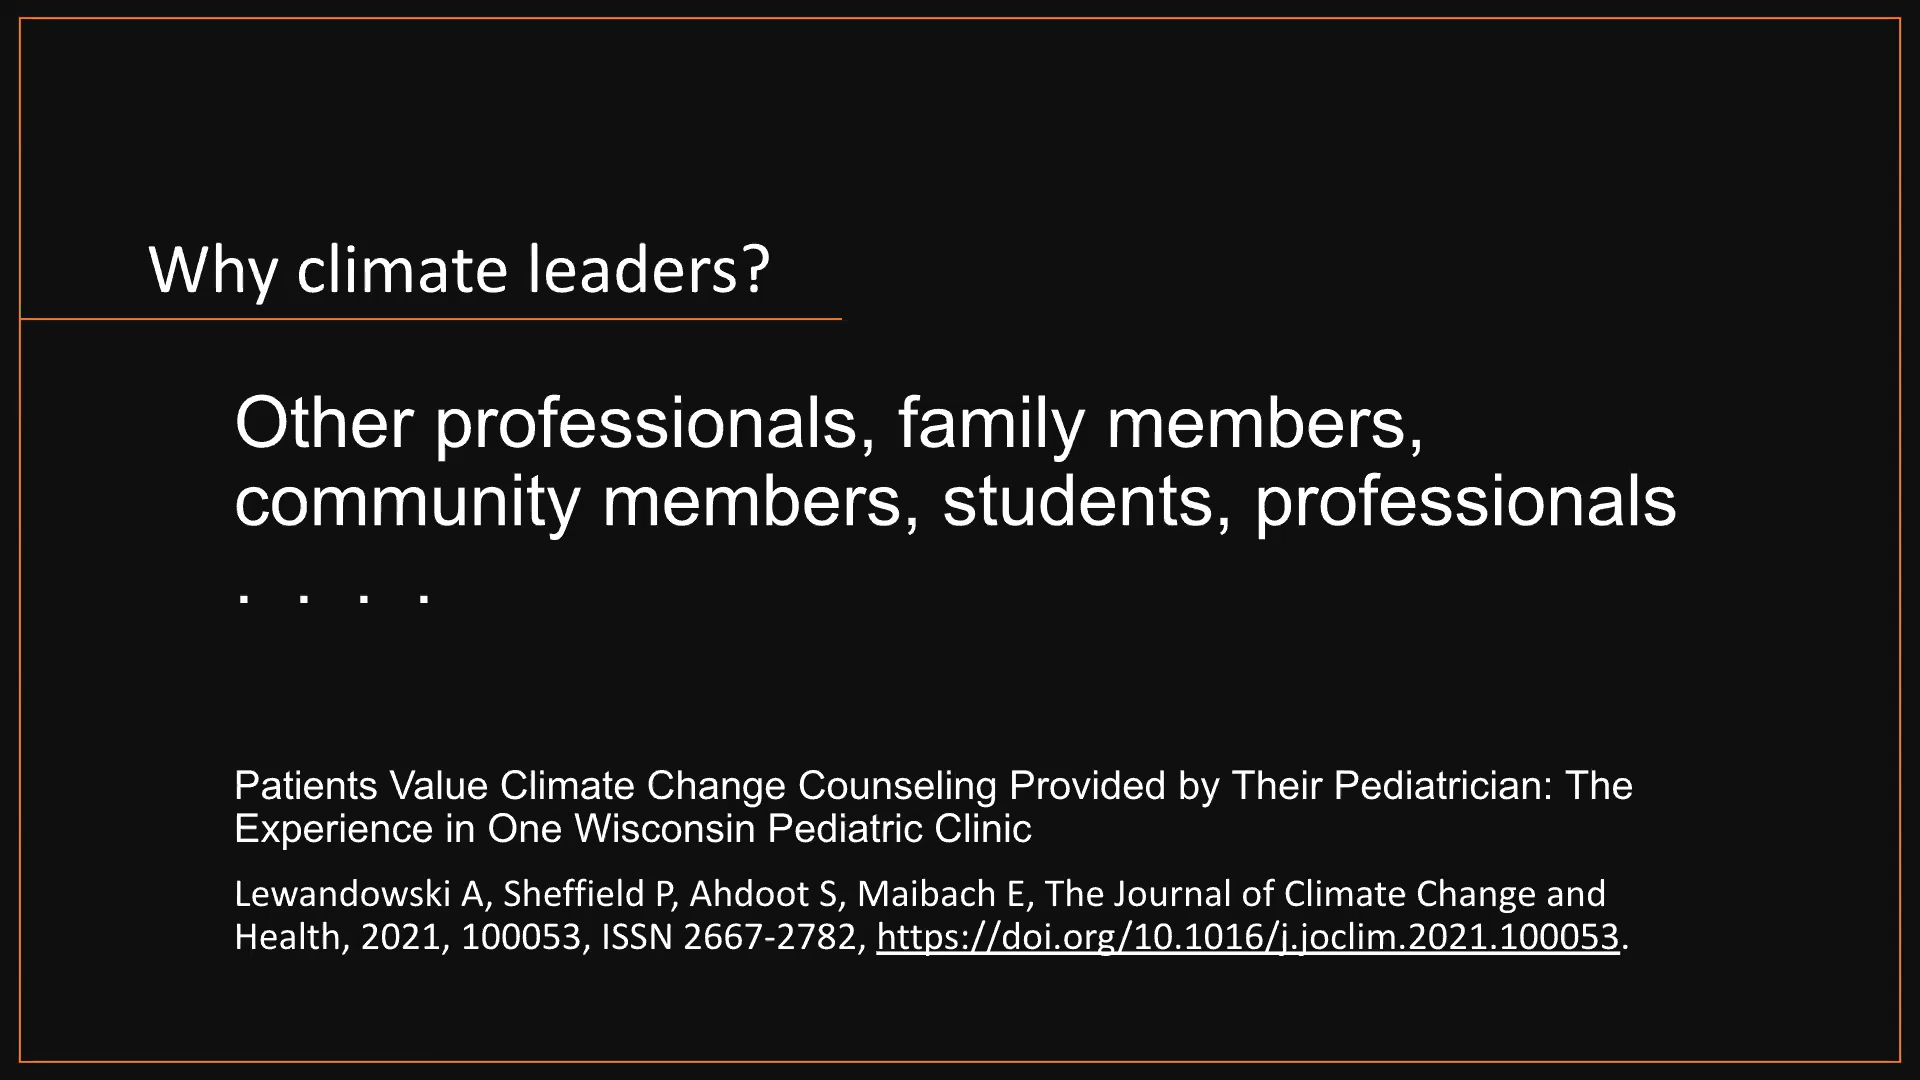 Why climate leaders?
Other professionals, family members,
community members, students, professionals
. . . .
Patients Value Climate Change Counseling Provided by Their Pediatrician: The
Experience in One Wisconsin Pediatric Clinic
Lewandowski A, Sheffield P, Ahdoot S, Maibach E, The Journal of Climate Change and
Health, 2021, 100053, ISSN 2667-2782, https://doi.org/10.1016/j.joclim.2021.100053.